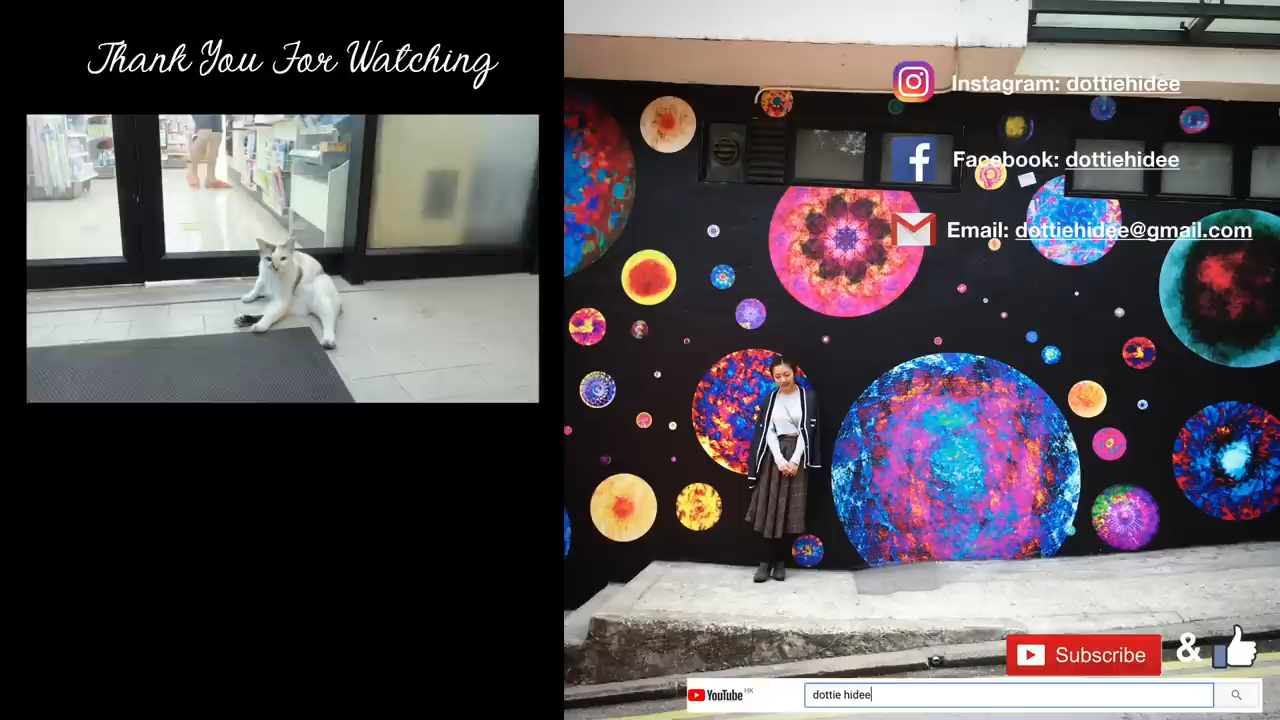 Thank You For Watching
Instagram: dottiehidee
Facebook: dottiehidee
Email: dottiehidee@gmail.com
Subscribe
&
YouTube HK
dottie hidee